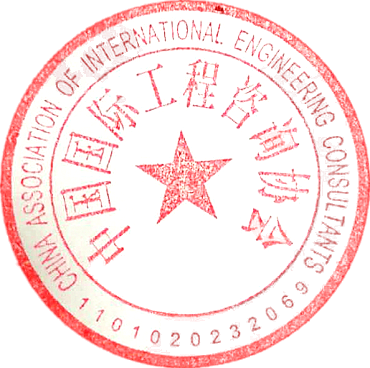 CHINA ASSOCIATION OF INTERNATIONAL ENGINEERING CONSULTANTS
中国国际工程咨询协会
1101020232069